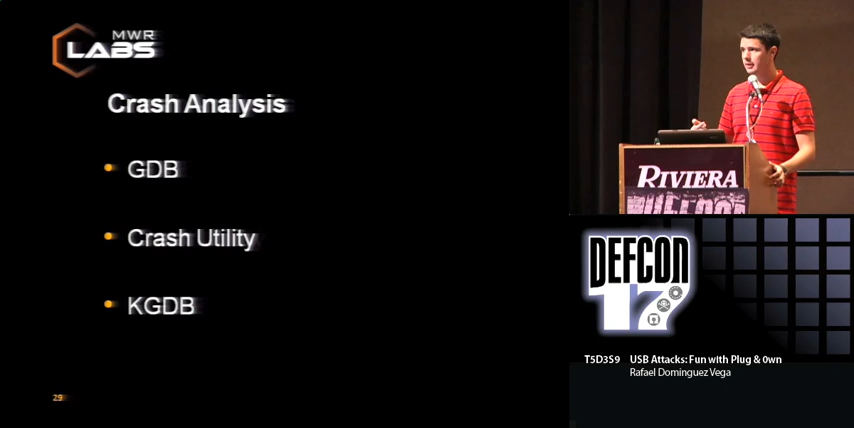 MWR
LABS
Crash Analysis
GDB
Crash Utility
KGDB
29
RIVIERA
DEFCON
17
T5D3S9 USB Attacks: Fun with Plug & 0wn
Rafael Dominguez Vega